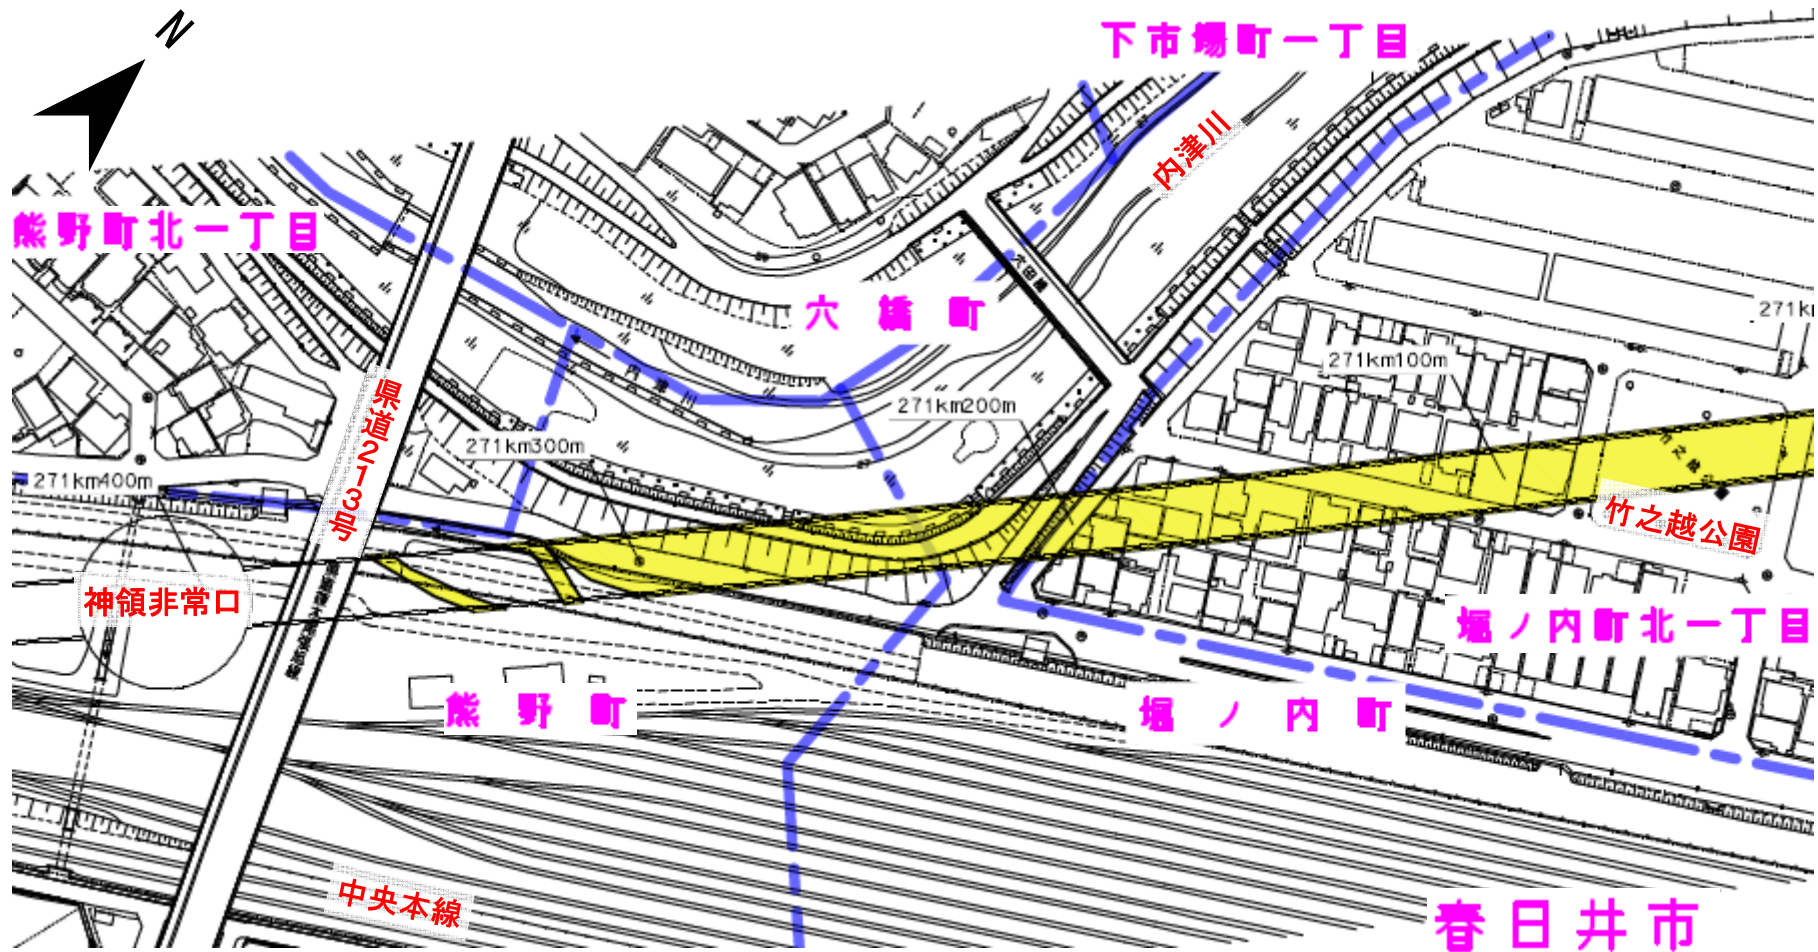 N
下市場町一丁目
内津川
熊野町北一丁目
穴橋町
271km100m
271km200m
県道213号
271km300m
271km400m
竹之越公園
神領非常口
堀ノ内町北一丁目
熊野町
堀ノ内町
中央本線
春日井市